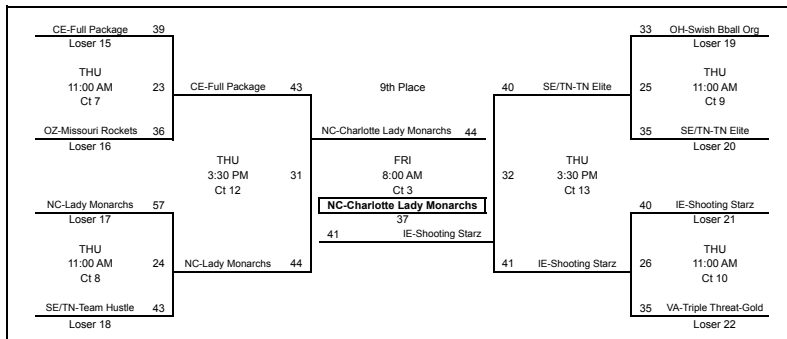 CE-Full Package 39
Loser 15
THU
11:00 AM
Ct 7
23
OZ-Missouri Rockets 36
Loser 16
NC-Lady Monarchs 57
Loser 17
THU
11:00 AM
Ct 8
24
SE/TN-Team Hustle 43
Loser 18
CE-Full Package 43
THU
3:30 PM
Ct 12
31
NC-Lady Monarchs 44
9th Place
NC-Charlotte Lady Monarchs 44
FRI
8:00 AM
Ct 3
NC-Charlotte Lady Monarchs
37
41 IE-Shooting Starz
40 SE/TN-TN Elite
THU
3:30 PM
Ct 13
32
41 IE-Shooting Starz
33 OH-Swish Bball Org
Loser 19
THU
11:00 AM
Ct 9
25
35 SE/TN-TN Elite
Loser 20
40 IE-Shooting Starz
Loser 21
THU
11:00 AM
Ct 10
26
35 VA-Triple Threat-Gold
Loser 22